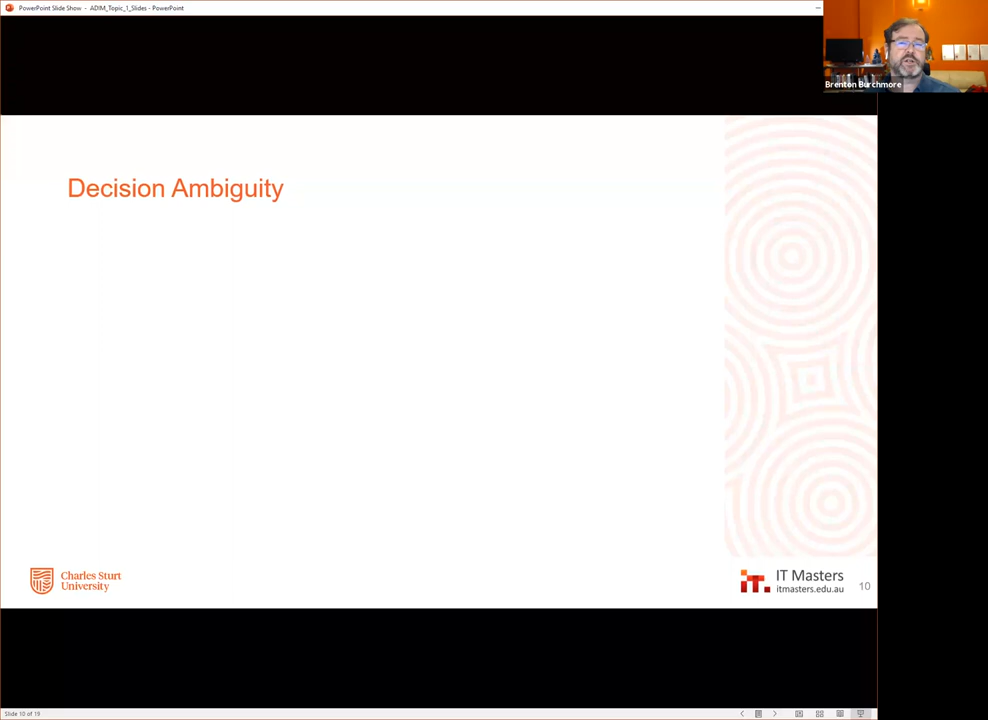 PowerPoint Slide Show - ADIM_Topic_1_Slides - PowerPoint
Brenton Burchmore
Decision Ambiguity
Charles Sturt
University
IT Masters
itmasters.edu.au
10
Slide 10 of 19